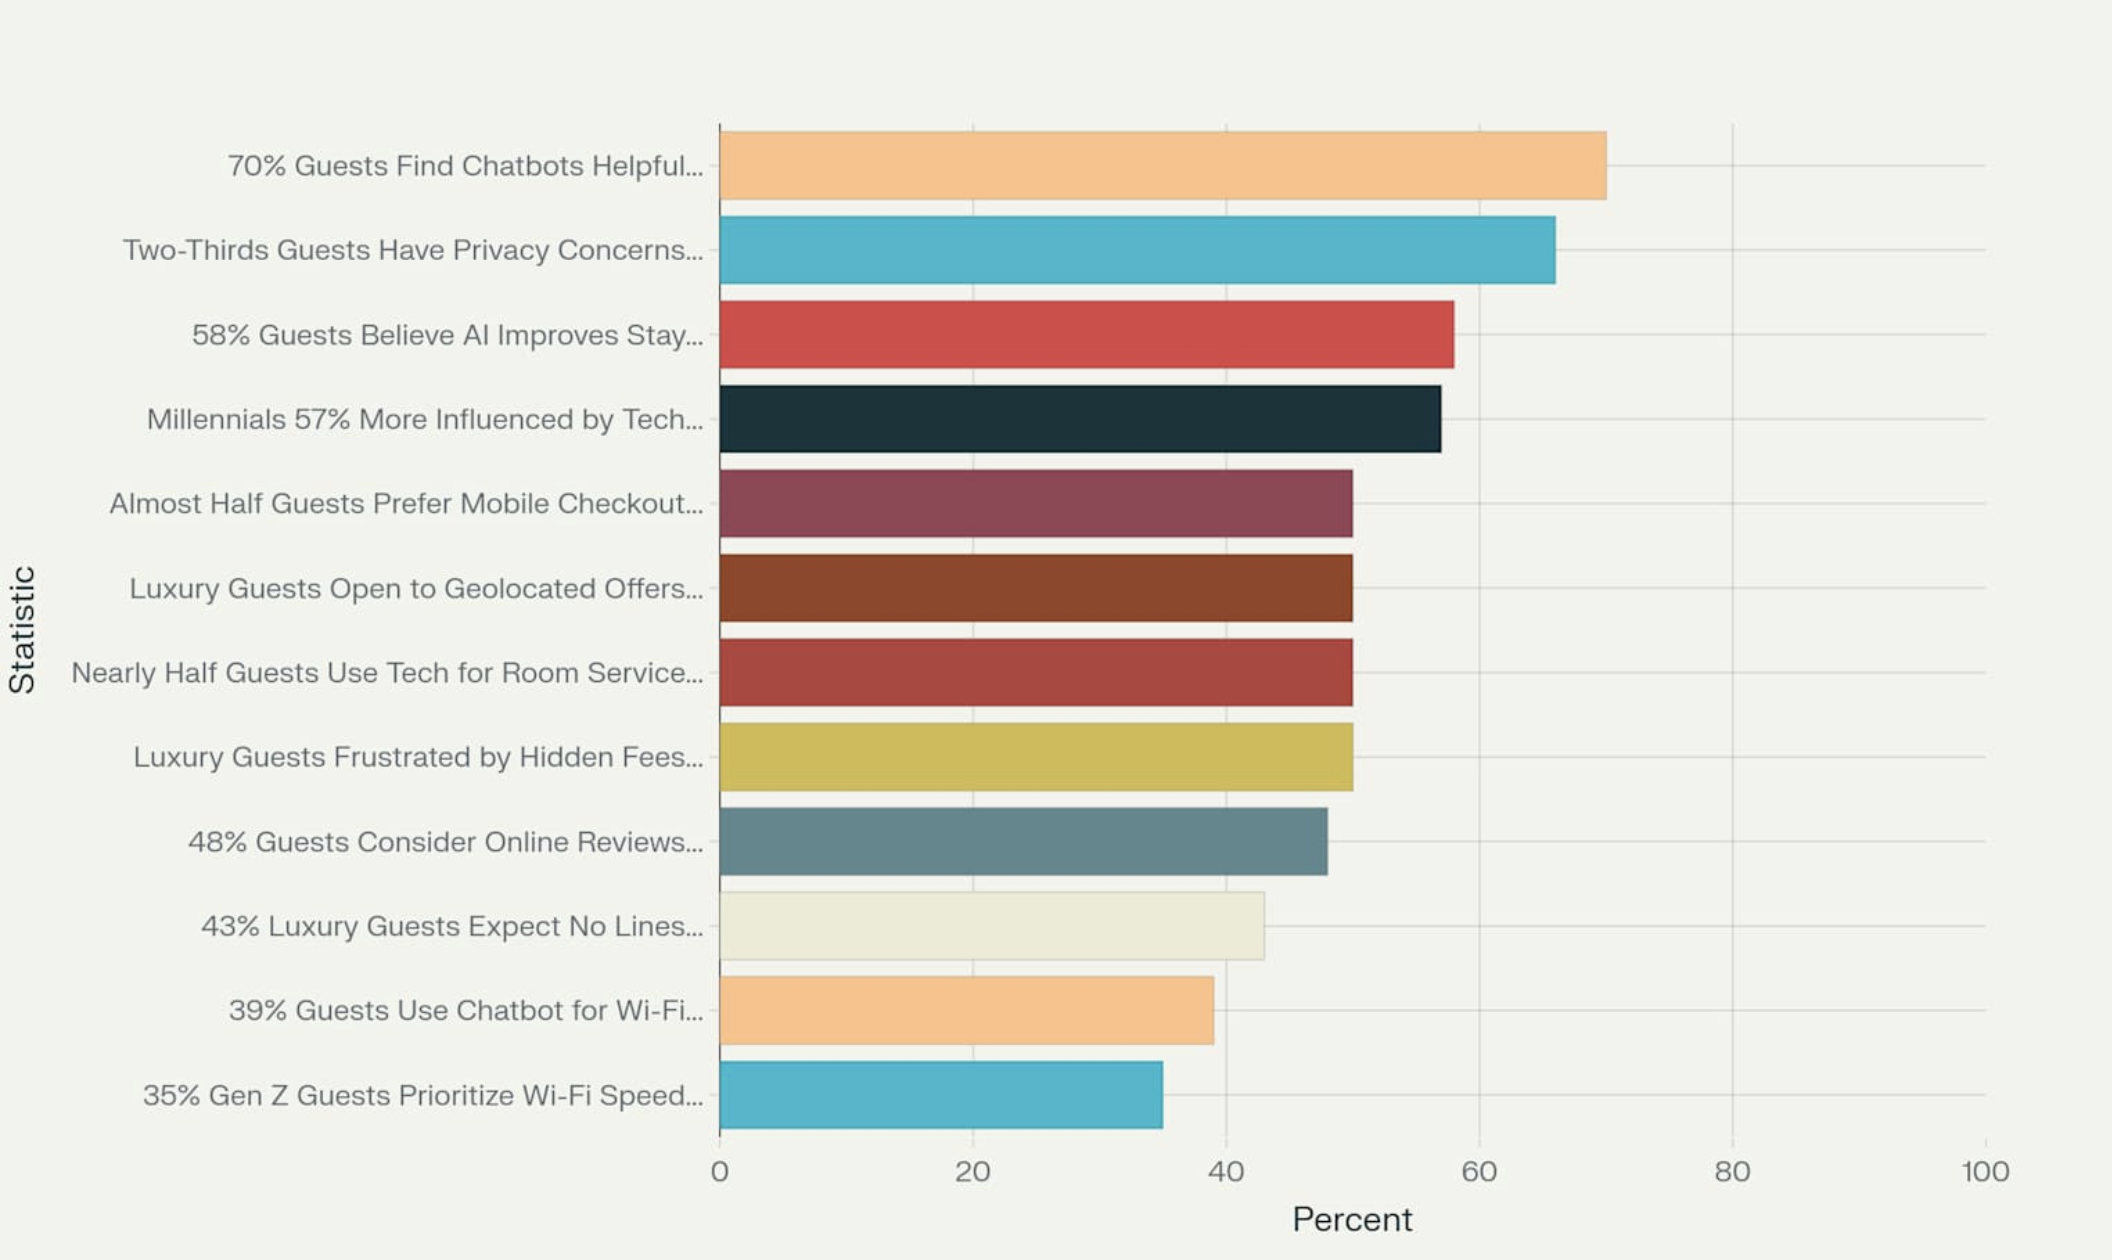 70% Guests Find Chatbots Helpful...
Two-Thirds Guests Have Privacy Concerns...
58% Guests Believe AI Improves Stay...
Millennials 57% More Influenced by Tech...
Almost Half Guests Prefer Mobile Checkout...
Luxury Guests Open to Geolocated Offers...
Nearly Half Guests Use Tech for Room Service...
Luxury Guests Frustrated by Hidden Fees...
48% Guests Consider Online Reviews...
43% Luxury Guests Expect No Lines...
39% Guests Use Chatbot for Wi-Fi...
35% Gen Z Guests Prioritize Wi-Fi Speed...
Statistic
0 20 40 60 80 100
Percent